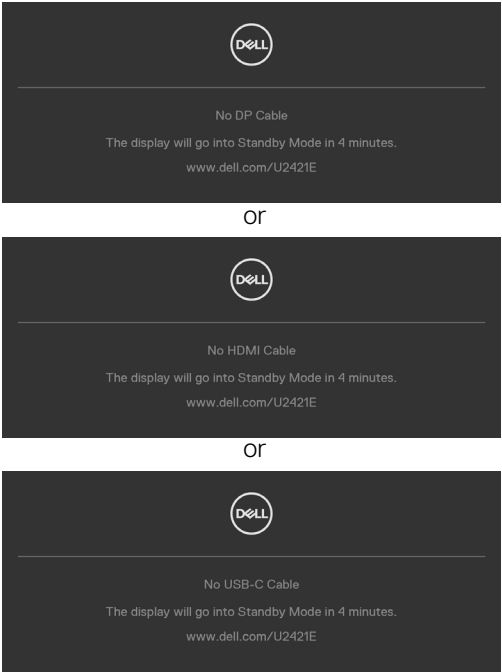 DELL
No DP Cable
The display will go into Standby Mode in 4 minutes.
www.dell.com/U2421E
or
DELL
No HDMI Cable
The display will go into Standby Mode in 4 minutes.
www.dell.com/U2421E
or
DELL
No USB-C Cable
The display will go into Standby Mode in 4 minutes.
www.dell.com/U2421E